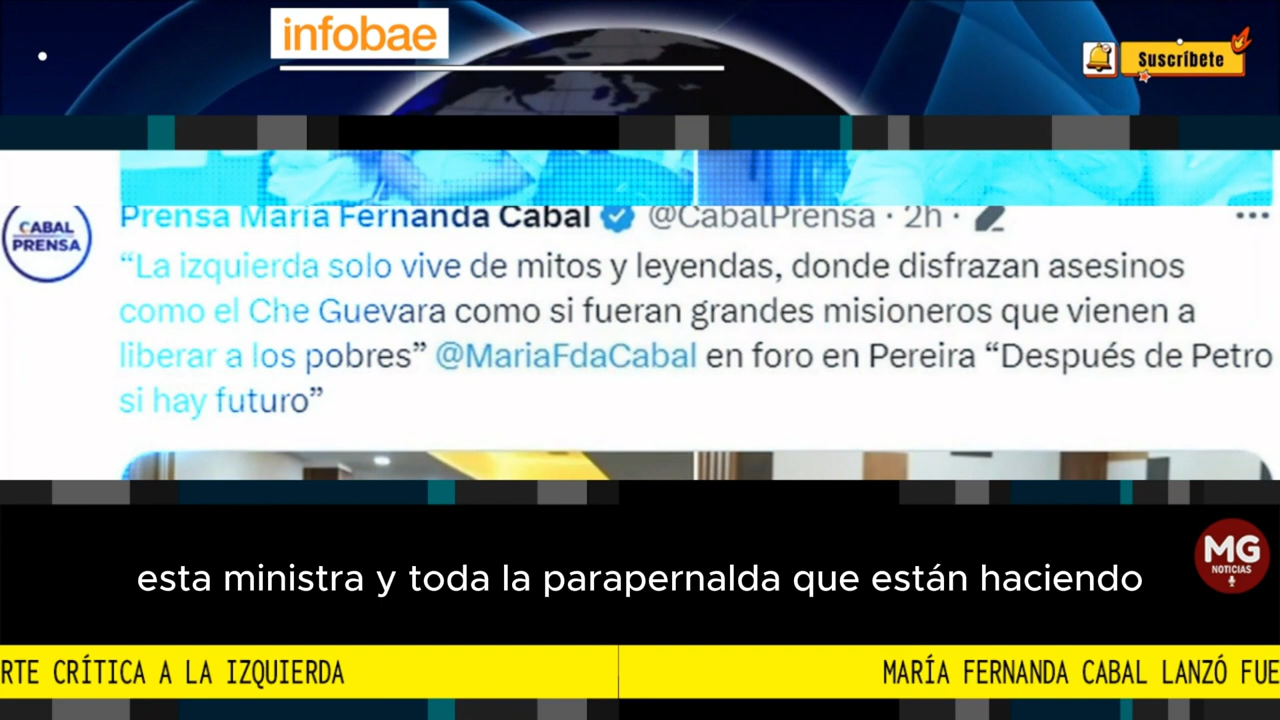 infobae
Suscríbete
CABAL
PRENSA
Prensa María Fernanda Cabal @CabalPrensa · 2h ·
“La izquierda solo vive de mitos y leyendas, donde disfrazan asesinos
como el Che Guevara como si fueran grandes misioneros que vienen a
liberar a los pobres” @MariaFdaCabal en foro en Pereira “Después de Petro
si hay futuro”
MG
NOTICIAS
esta ministra y toda la parapernalda que están haciendo
RTE CRÍTICA A LA IZQUIERDA
MARÍA FERNANDA CABAL LANZÓ FUE